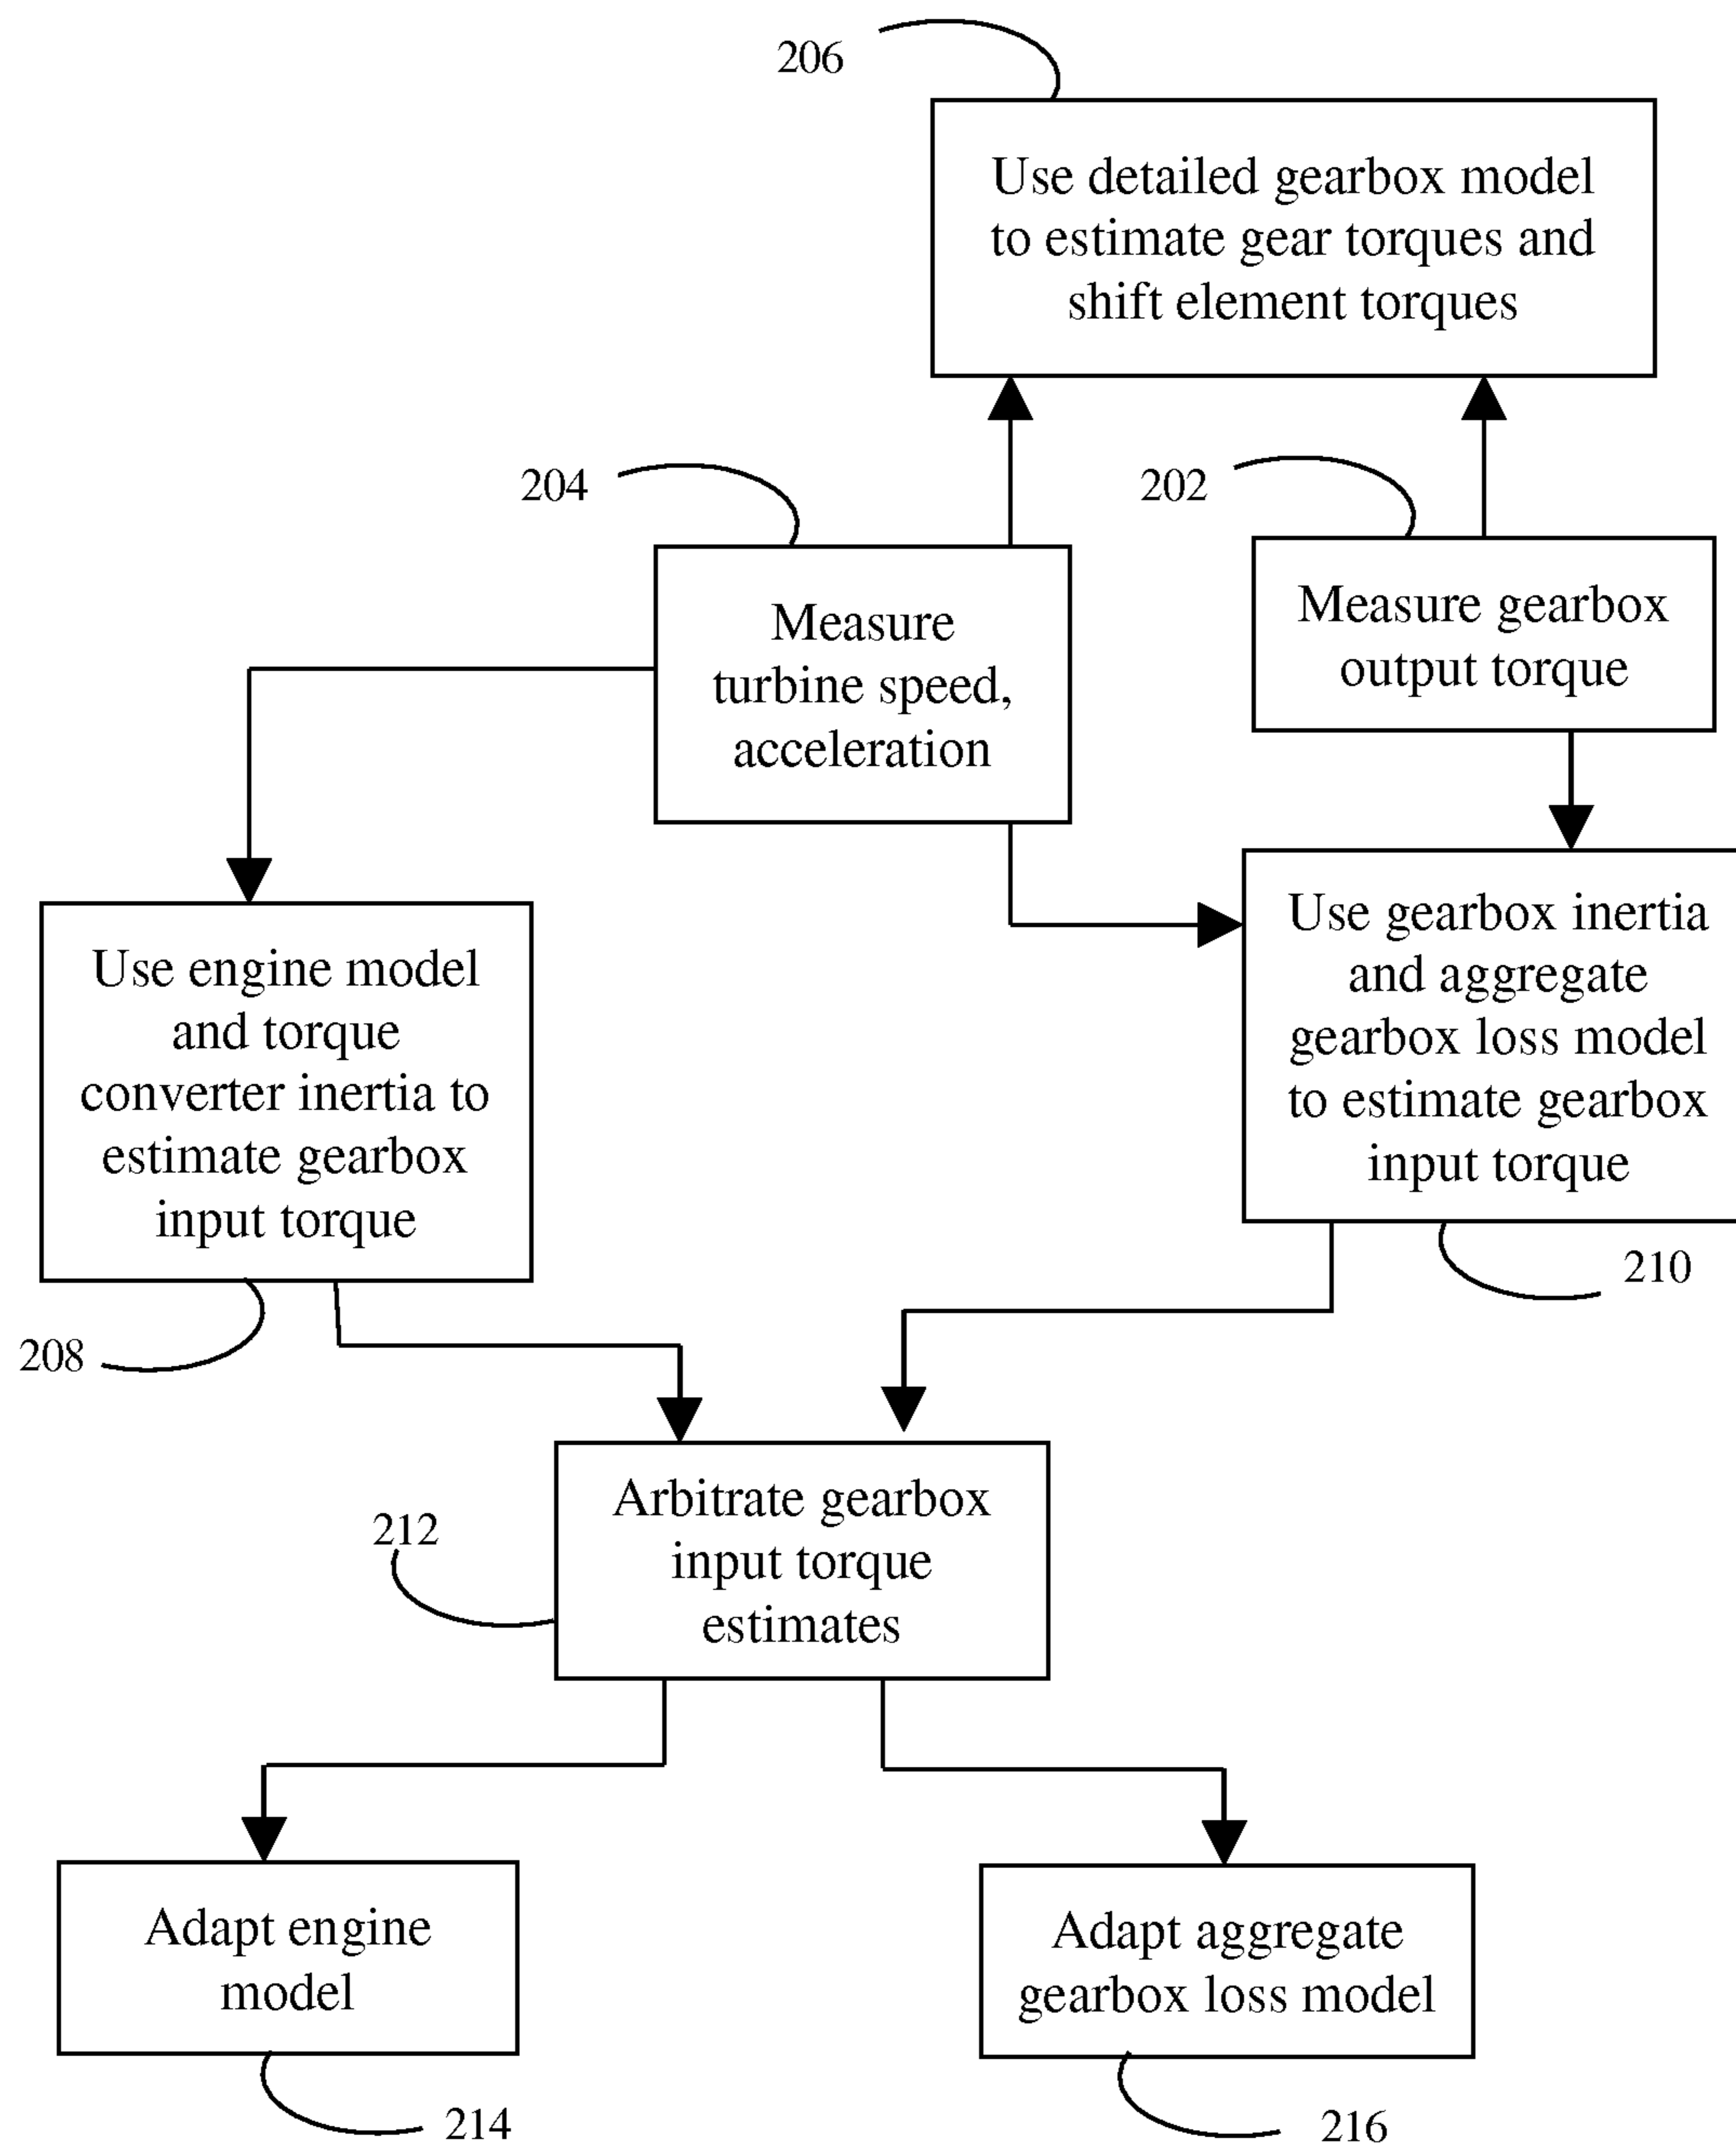 206
Use detailed gearbox model
to estimate gear torques and
shift element torques
204
202
Measure
turbine speed,
acceleration
Measure gearbox
output torque
Use engine model
and torque
converter inertia to
estimate gearbox
input torque
Use gearbox inertia
and aggregate
gearbox loss model
to estimate gearbox
input torque
210
208
212
Arbitrate gearbox
input torque
estimates
Adapt engine
model
Adapt aggregate
gearbox loss model
214
216